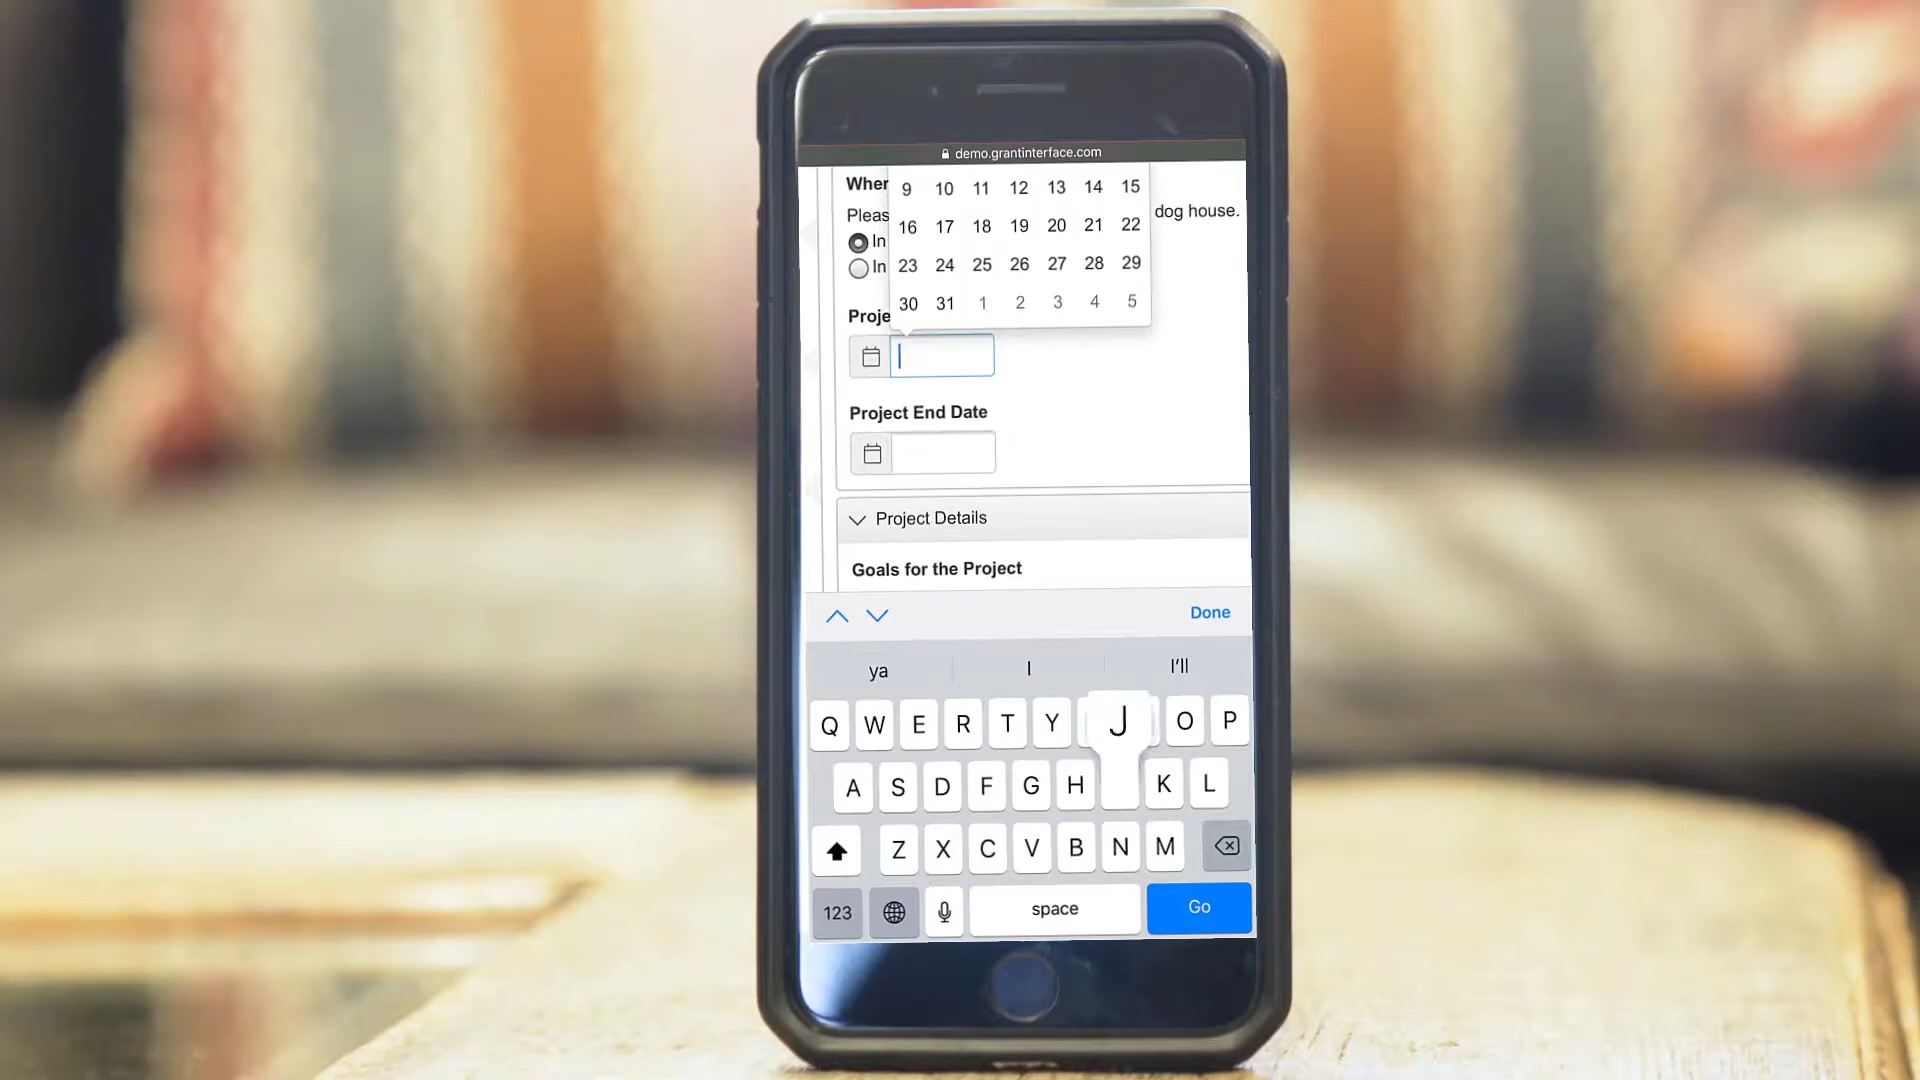 demo.grantinterface.com
Wher
9 10 11 12 13 14 15
Pleas
dog house.
16 17 18 19 20 21 22
In
In
23 24 25 26 27 28 29
30 31 1 2 3 4 5
Proje
Project End Date
Project Details
Goals for the Project
Done
ya I I'll
Q W E R T Y J O P
A S D F G H K L
Z X C V B N M
123 space Go